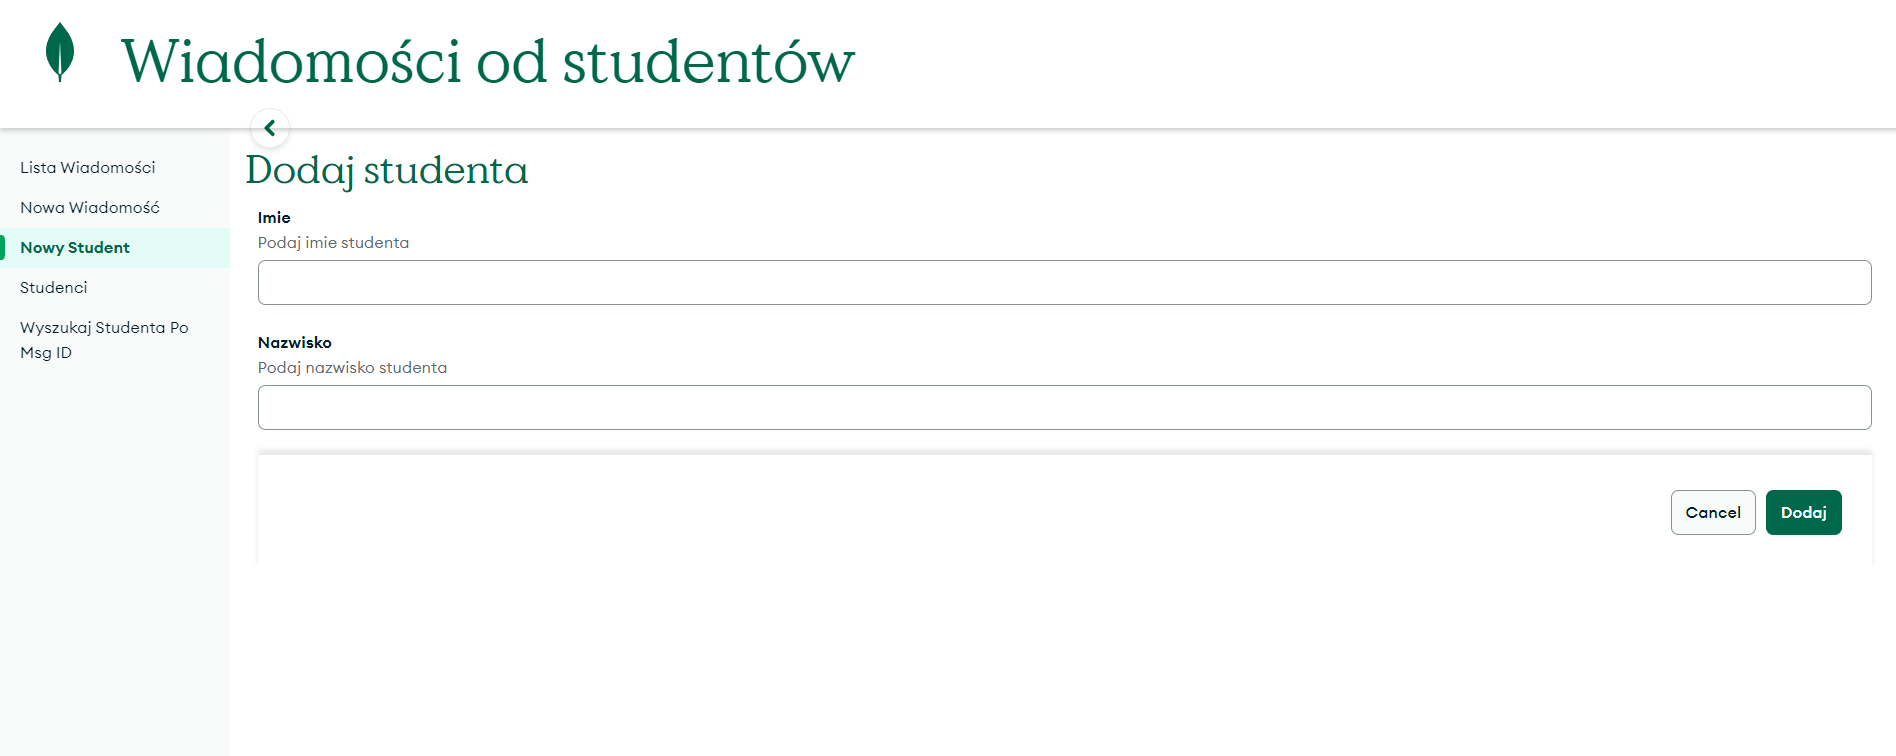 Wiadomości od studentów
Lista Wiadomości
Nowa Wiadomość
Nowy Student
Studenci
Wyszukaj Studenta Po
Msg ID
Dodaj studenta
Imie
Podaj imie studenta
Nazwisko
Podaj nazwisko studenta
Cancel
Dodaj